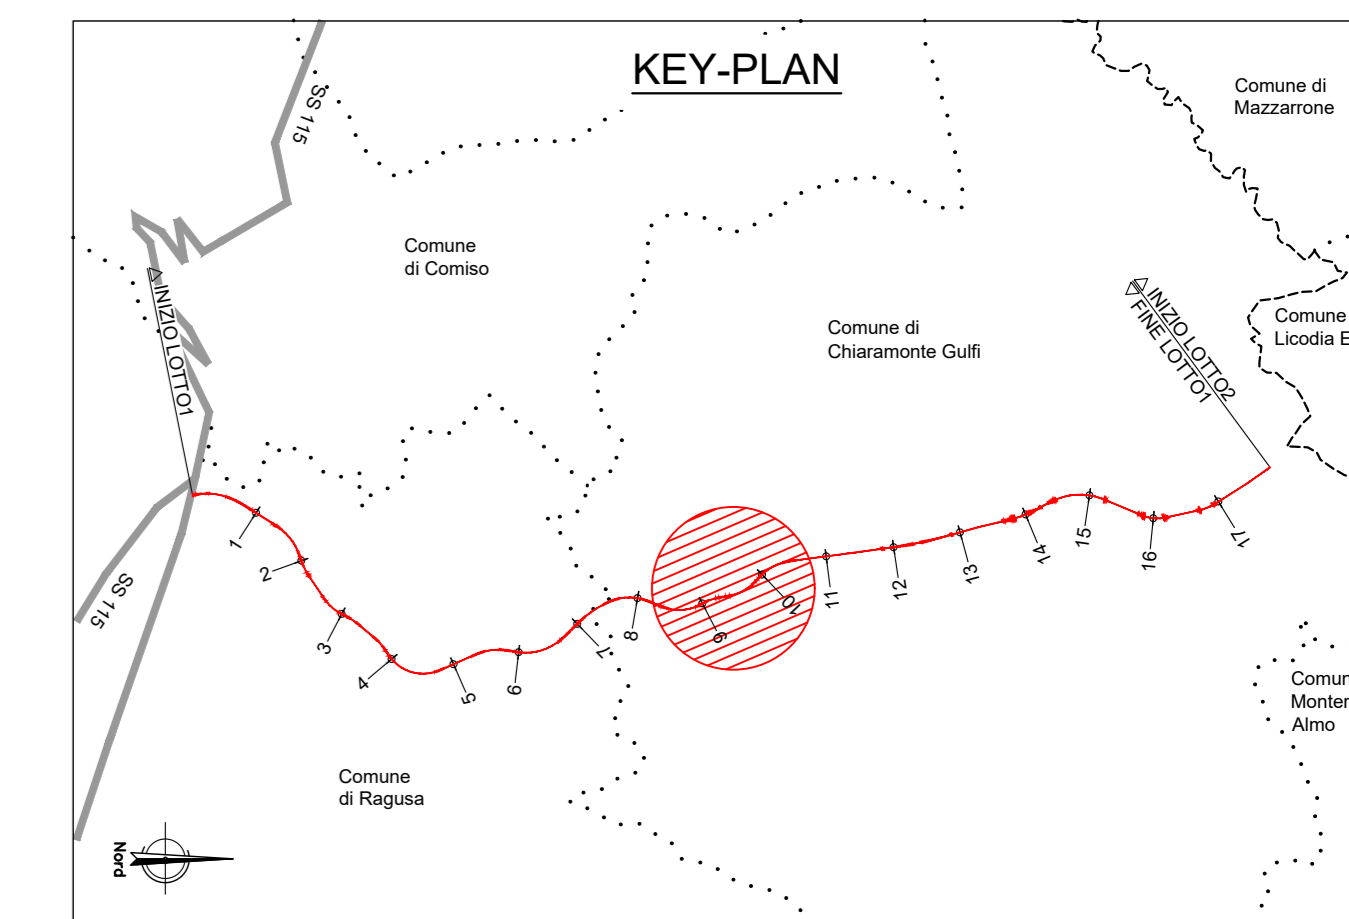 KEY-PLAN
Comune di
Mazzarrone
SS 115
Comune
di Comiso
INIZIO LOTTO1
Comune di
Chiaramonte Gulfi
INIZIO LOTTO2
FINE LOTTO1
Comune
Licodia E
1
2
3
4
5
6
7
8
9
10
11
12
13
14
15
16
17
SS 115
Comun
Monter
Almo
Comune
di Ragusa
Nord